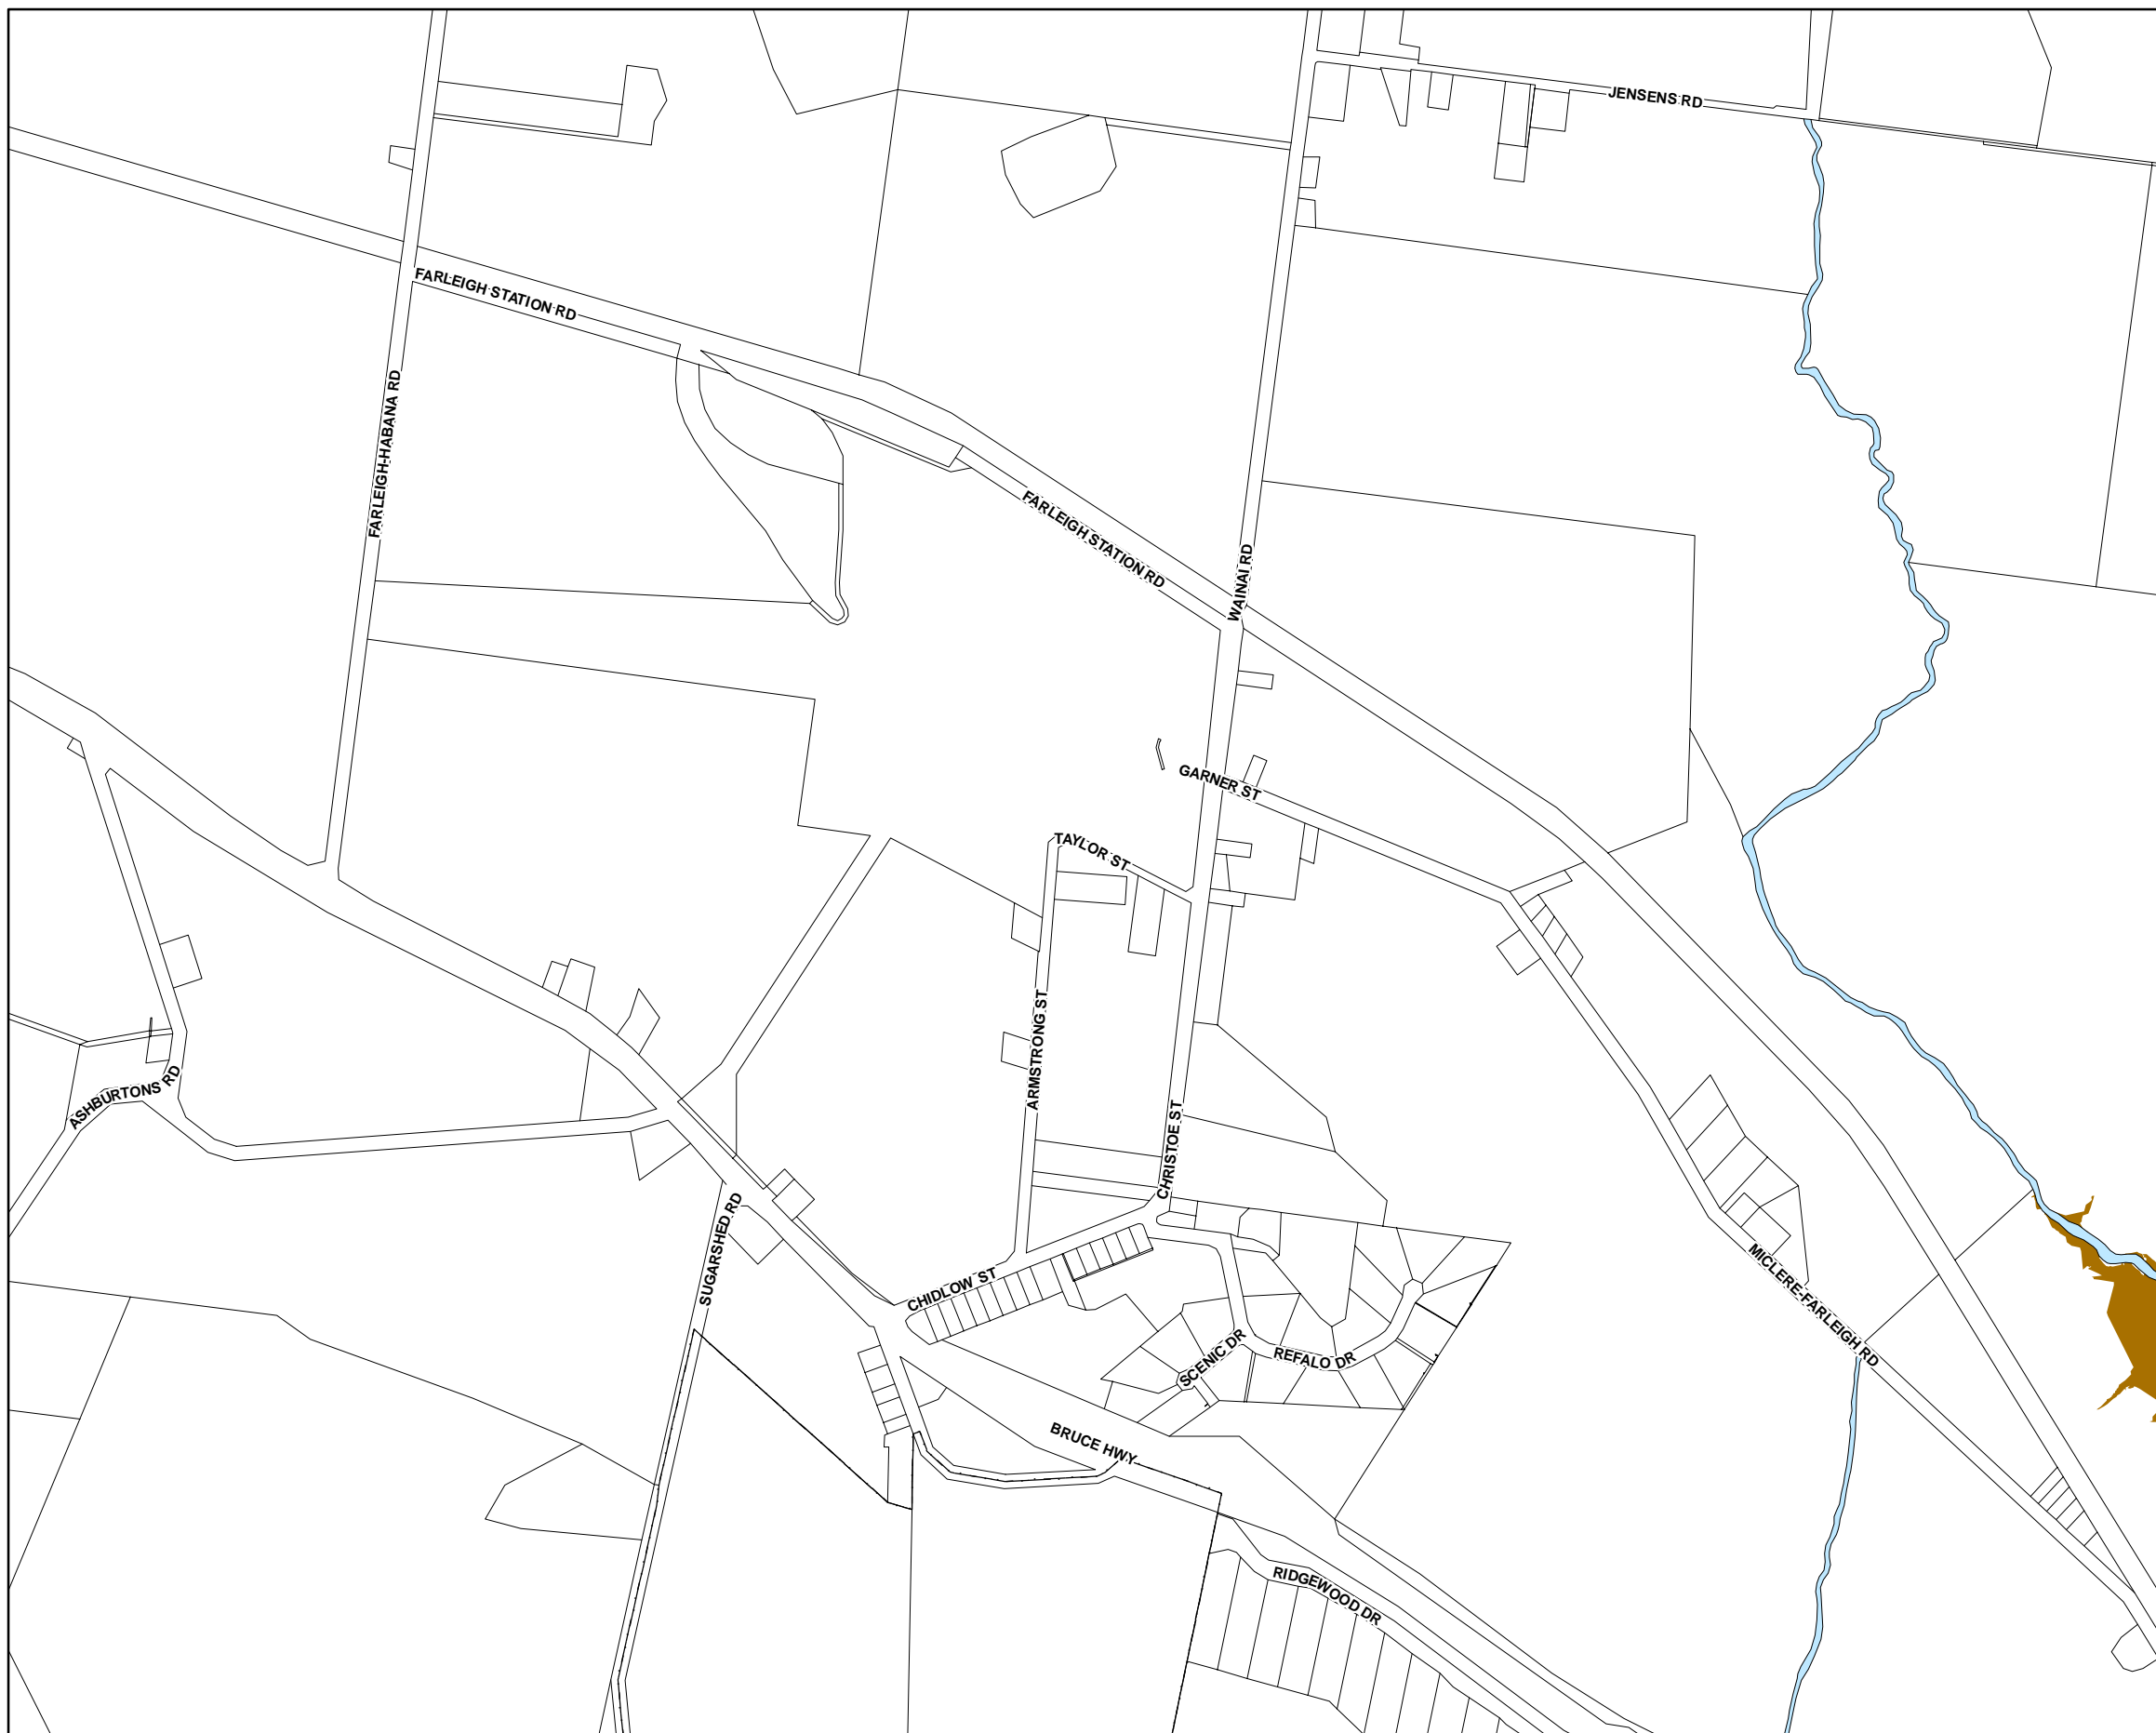 JENSENS RD
FARLEIGH STATION RD
FARLEIGH-HABANA RD
FARLEIGH STATION RD
WAINAI RD
GARNER ST
TAYLOR ST
ARMSTRONG ST
ASHBURTONS RD
CHRISTOE ST
SUGARSHED RD
CHIDLOW ST
MICLERE-FARLEIGH RD
SCENIC DR
REFALO DR
BRUCE HWY
RIDGEWOOD DR